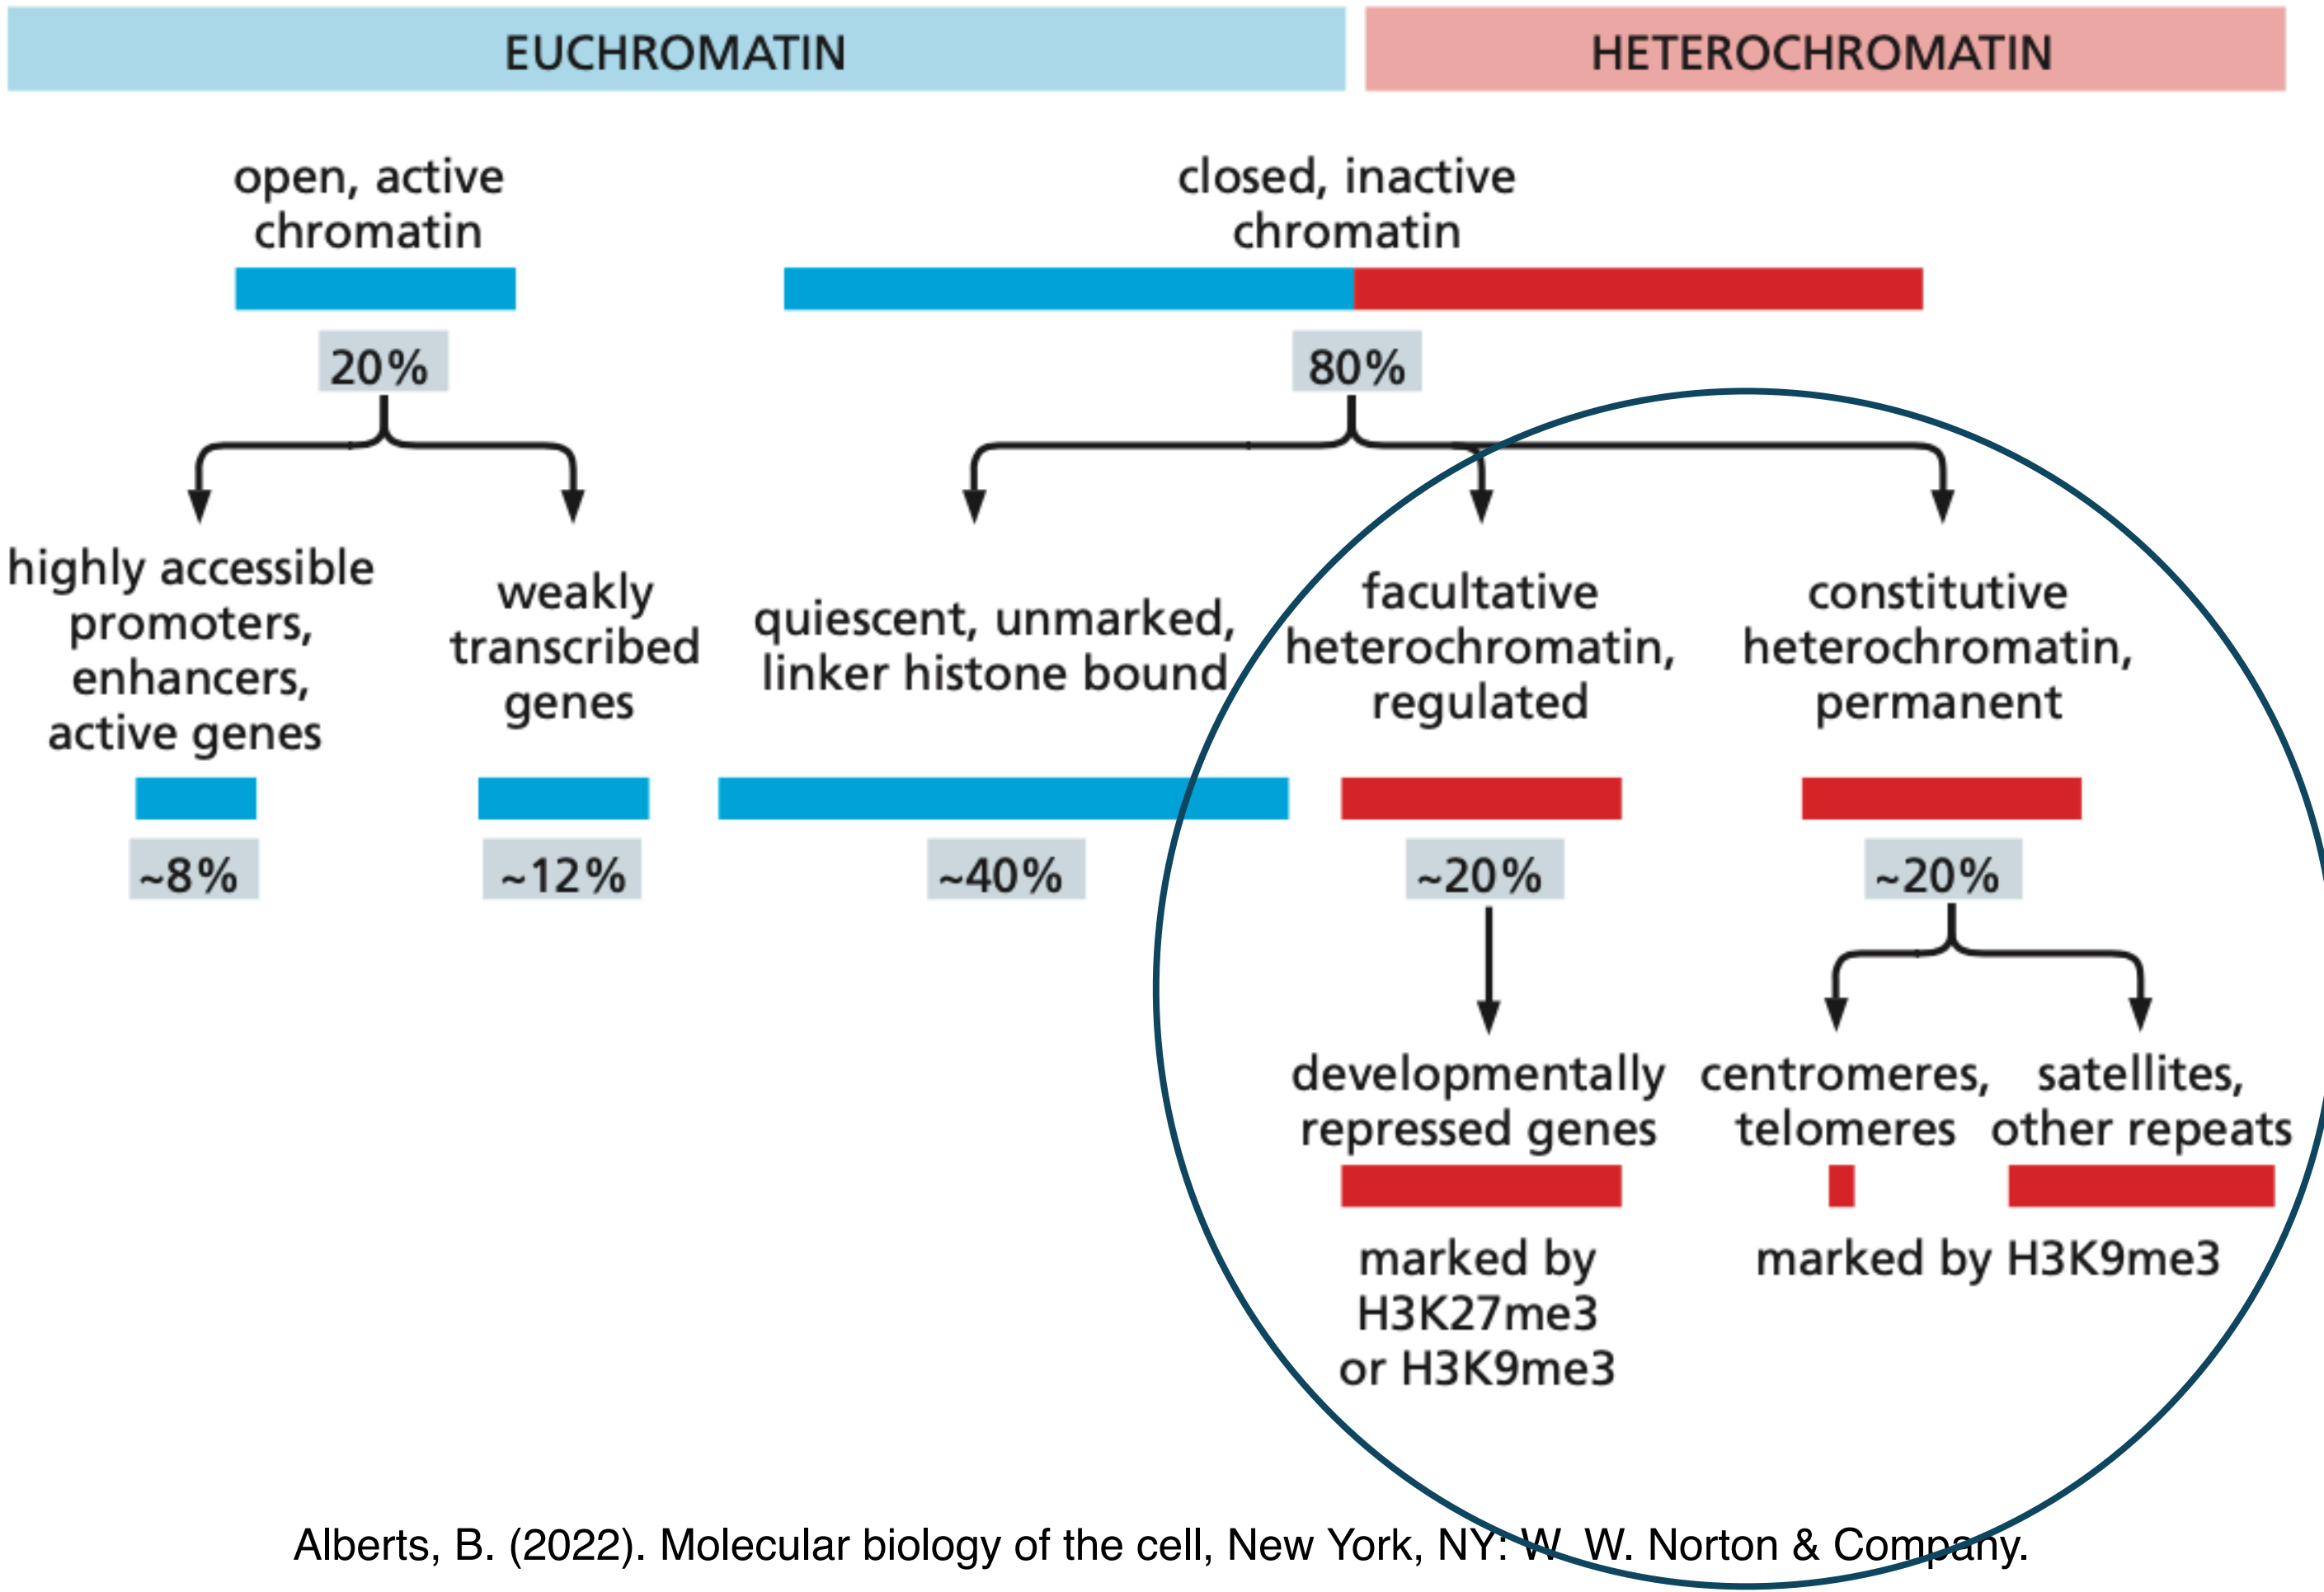 EUCHROMATIN
HETEROCHROMATIN
open, active
chromatin
closed, inactive
chromatin
20%
80%
highly accessible
promoters,
enhancers,
active genes
weakly
transcribed
genes
quiescent, unmarked,
linker histone bound
facultative
heterochromatin,
regulated
constitutive
heterochromatin,
permanent
~8%
~12%
~40%
~20%
~20%
developmentally
repressed genes
centromeres,
telomeres
satellites,
other repeats
marked by
H3K27me3
or H3K9me3
marked by H3K9me3
Alberts, B. (2022). Molecular biology of the cell, New York, NY: W. W. Norton & Company.